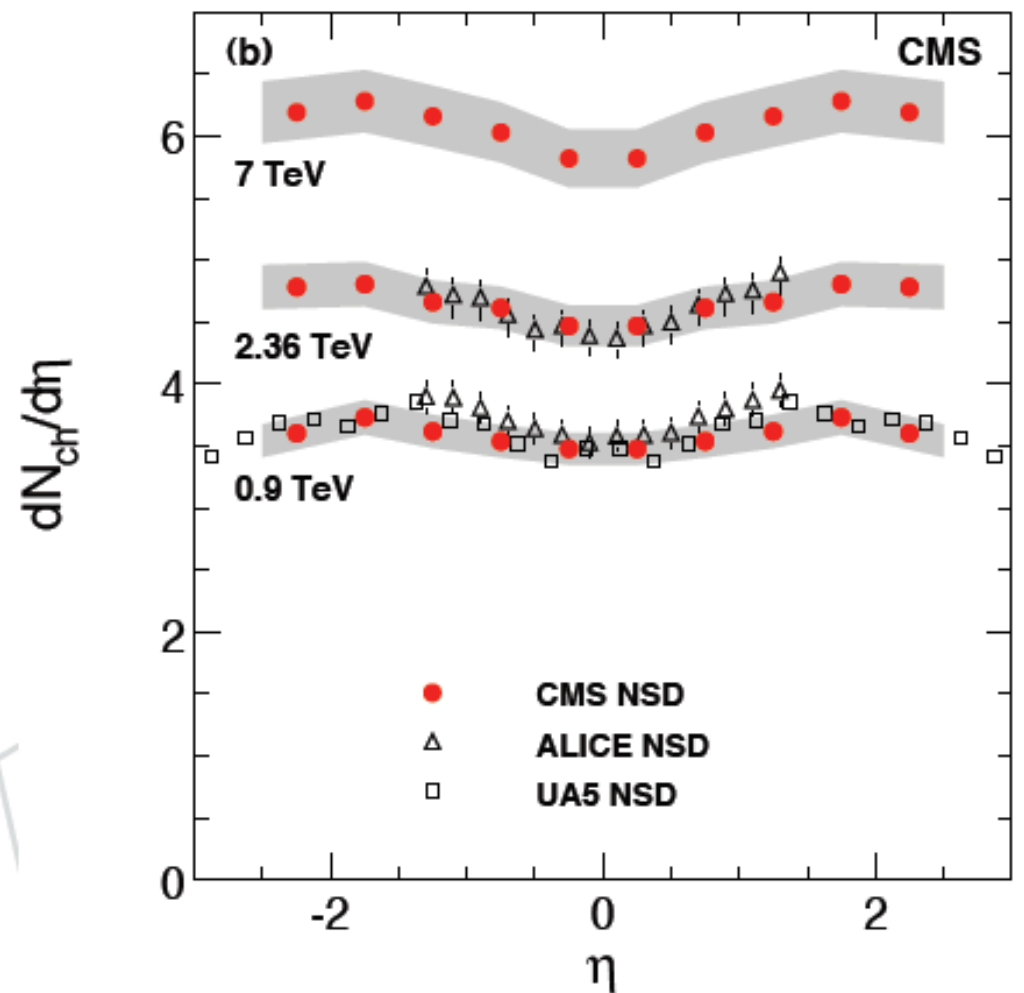 (b)
CMS
6
7 TeV
2.36 TeV
4
0.9 TeV
dN_ch/dη
2
CMS NSD
ALICE NSD
UA5 NSD
0
-2
0
2
η